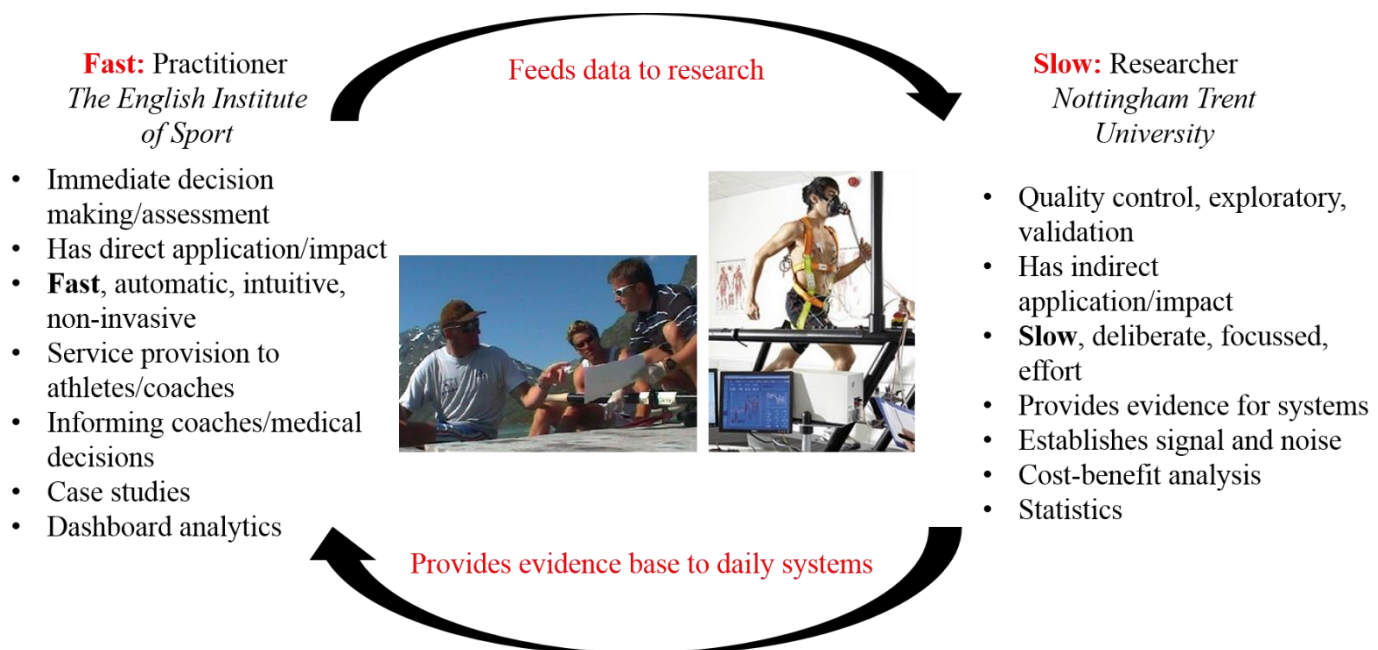 Fast: Practitioner
The English Institute
of Sport
• Immediate decision
making/assessment
• Has direct application/impact
• Fast, automatic, intuitive,
non-invasive
• Service provision to
athletes/coaches
• Informing coaches/medical
decisions
• Case studies
• Dashboard analytics
Feeds data to research
Provides evidence base to daily systems
Slow: Researcher
Nottingham Trent
University
• Quality control, exploratory,
validation
• Has indirect
application/impact
• Slow, deliberate, focussed,
effort
• Provides evidence for systems
• Establishes signal and noise
• Cost-benefit analysis
• Statistics